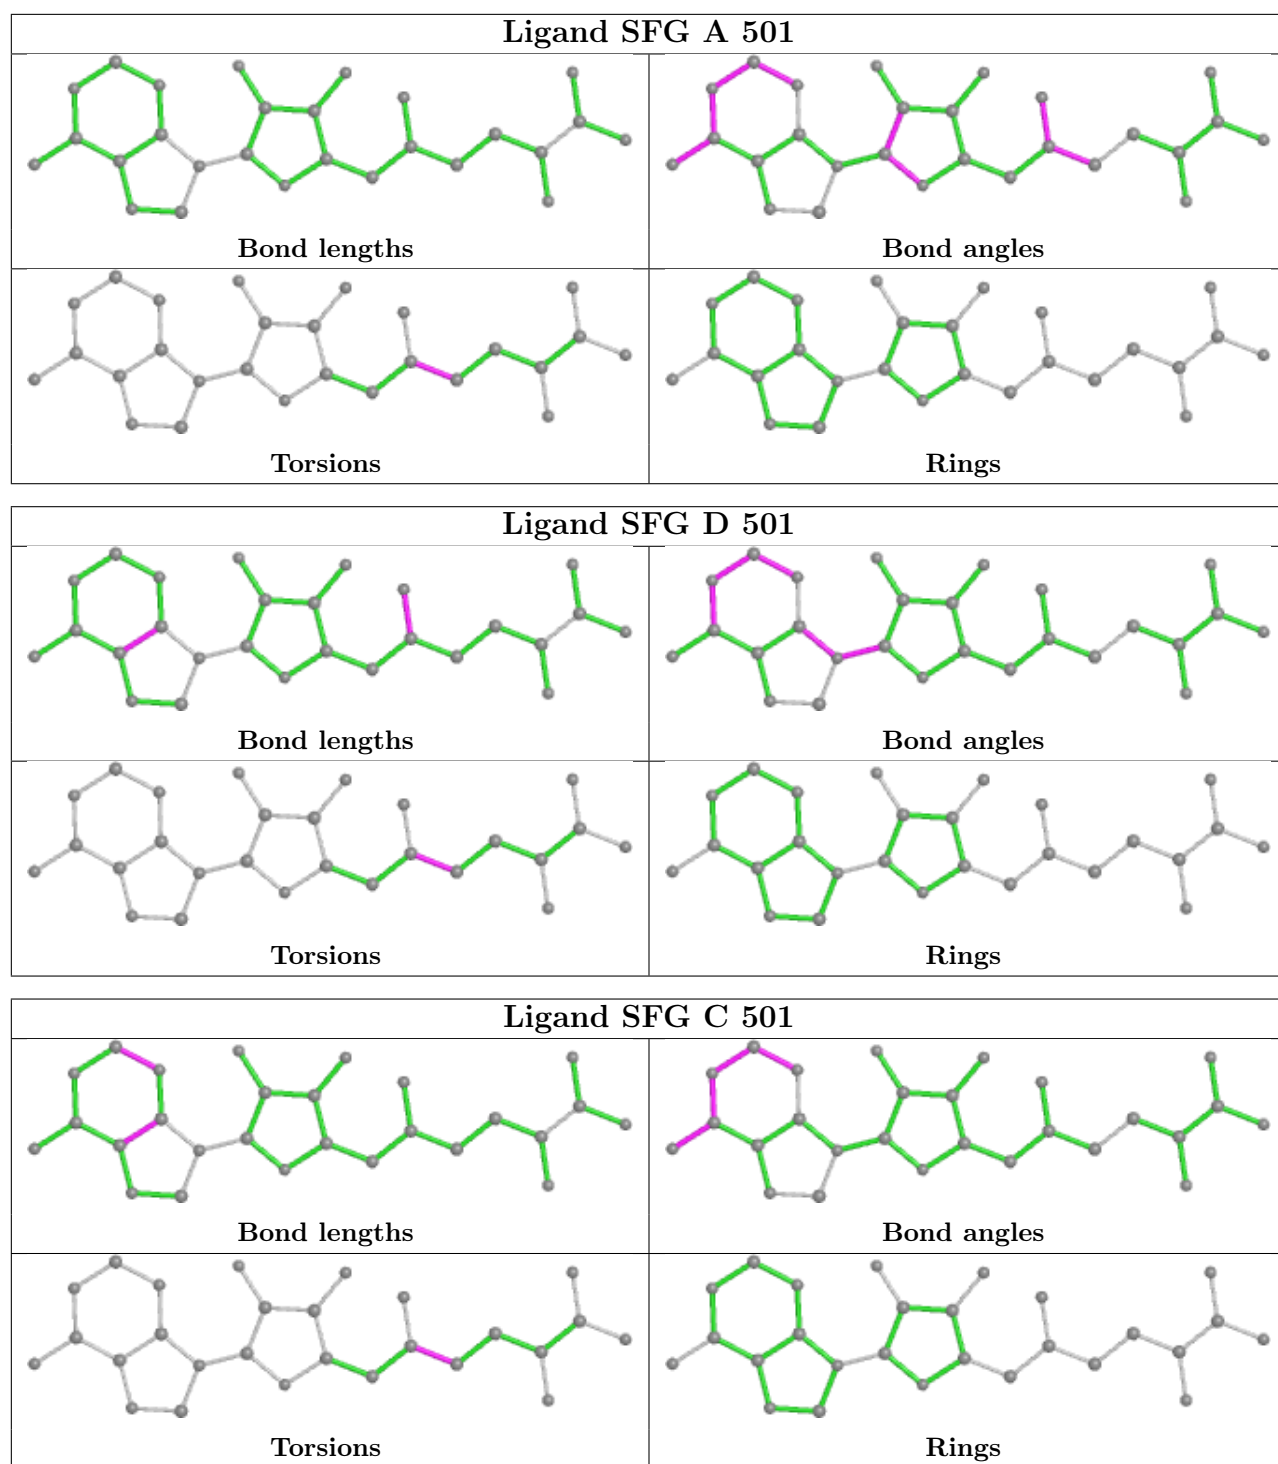 Ligand SFG A 501
Bond lengths
Bond angles
Torsions
Rings
Ligand SFG D 501
Bond lengths
Bond angles
Torsions
Rings
Ligand SFG C 501
Bond lengths
Bond angles
Torsions
Rings